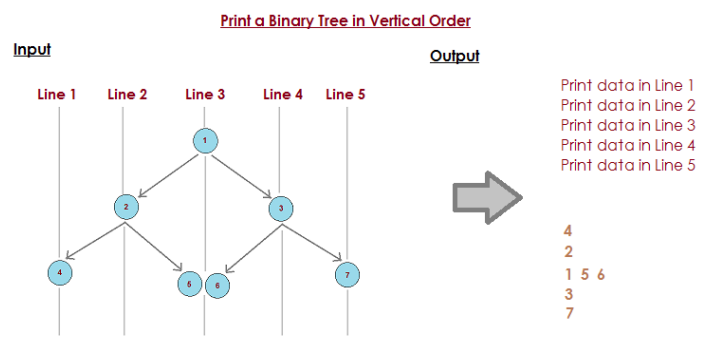 Print a Binary Tree in Vertical Order
Input
Output
Line 1 Line 2 Line 3 Line 4 Line 5
1
2 3
4 5 6 7
Print data in Line 1
Print data in Line 2
Print data in Line 3
Print data in Line 4
Print data in Line 5
4
2
1 5 6
3
7